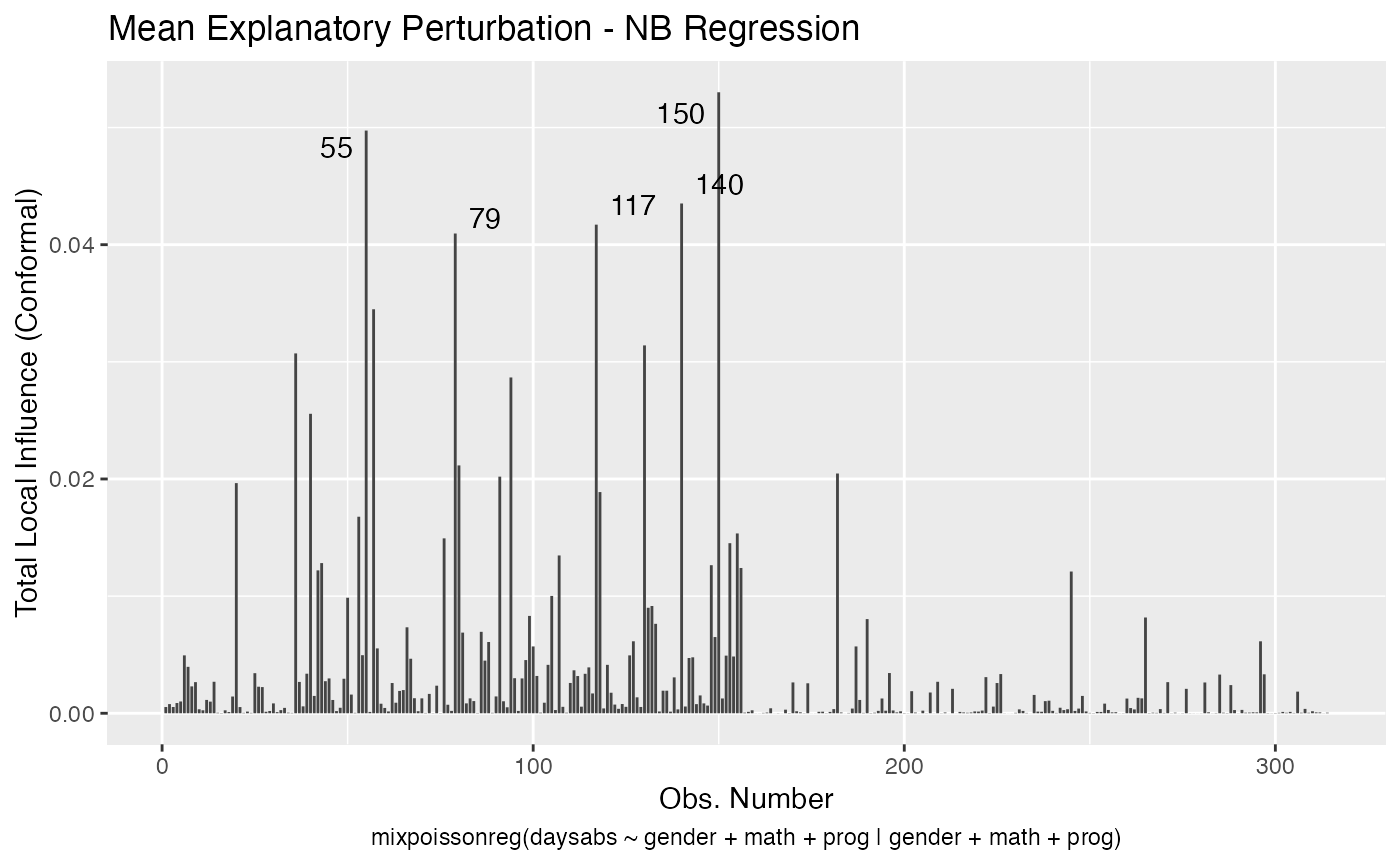 Mean Explanatory Perturbation - NB Regression
Total Local Influence (Conformal)
150
55
140
117
79
0.04
0.02
0.00
0 100 200 300
Obs. Number
mixpoissonreg(daysabs ~ gender + math + prog | gender + math + prog)